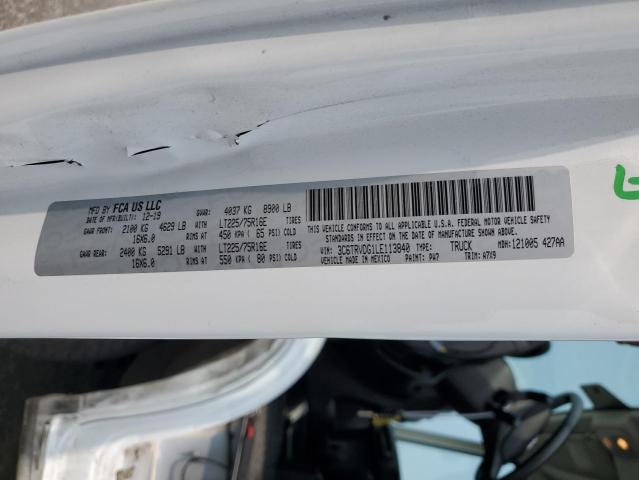 MFD BY FCA US LLC
DATE OF MFR(BUILT): 12-19 GVWR: 4037 KG 8900 LB
GAWR FRONT: 2100 KG 4629 LB WITH LT225/75R16E TIRES
16X6.0 RIMS AT 450 KPA ( 65 PSI) COLD
GAWR REAR: 2400 KG 5291 LB WITH LT225/75R16E TIRES
16X6.0 RIMS AT 550 KPA ( 80 PSI) COLD
THIS VEHICLE CONFORMS TO ALL APPLICABLE U.S.A. FEDERAL MOTOR VEHICLE SAFETY
STANDARDS IN EFFECT ON THE DATE OF MANUFACTURE SHOWN ABOVE.
VIN: 3C6TRVDG1LE113840 TYPE: TRUCK MDH: 121005 427AA
VEHICLE MADE IN MEXICO PAINT: PW7 TRIM: A7X9